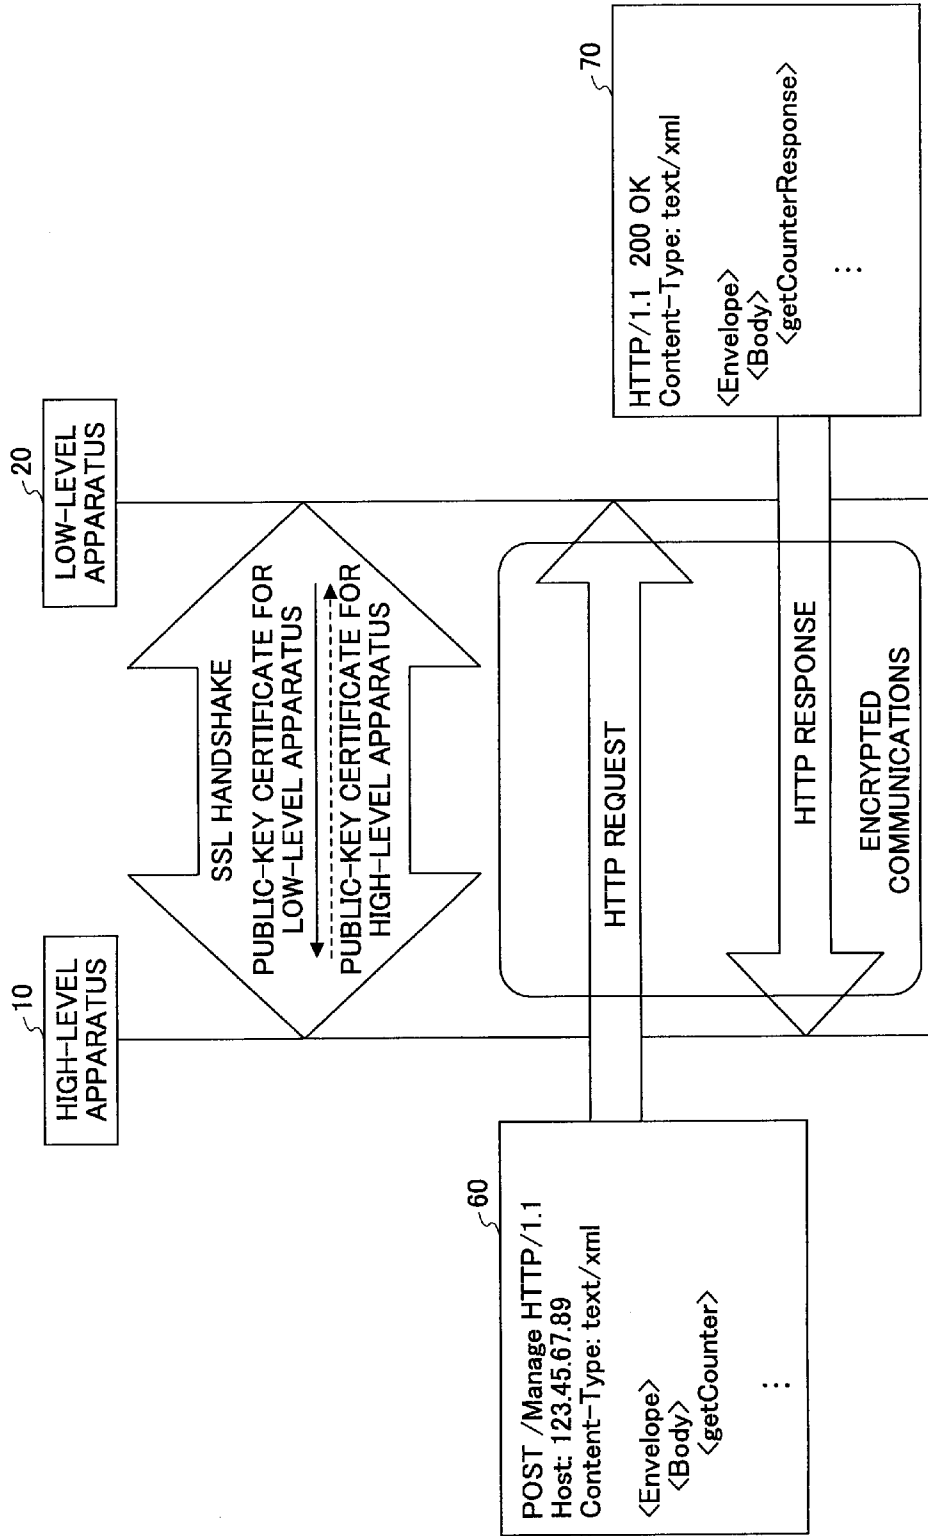 10
HIGH-LEVEL
APPARATUS
20
LOW-LEVEL
APPARATUS
SSL HANDSHAKE
PUBLIC-KEY CERTIFICATE FOR
LOW-LEVEL APPARATUS
PUBLIC-KEY CERTIFICATE FOR
HIGH-LEVEL APPARATUS
60
POST /Manage HTTP/1.1
Host: 123.45.67.89
Content-Type: text/xml
<Envelope>
<Body>
<getCounter>
⋮
HTTP REQUEST
70
HTTP/1.1 200 OK
Content-Type: text/xml
<Envelope>
<Body>
<getCounterResponse>
⋮
HTTP RESPONSE
ENCRYPTED
COMMUNICATIONS